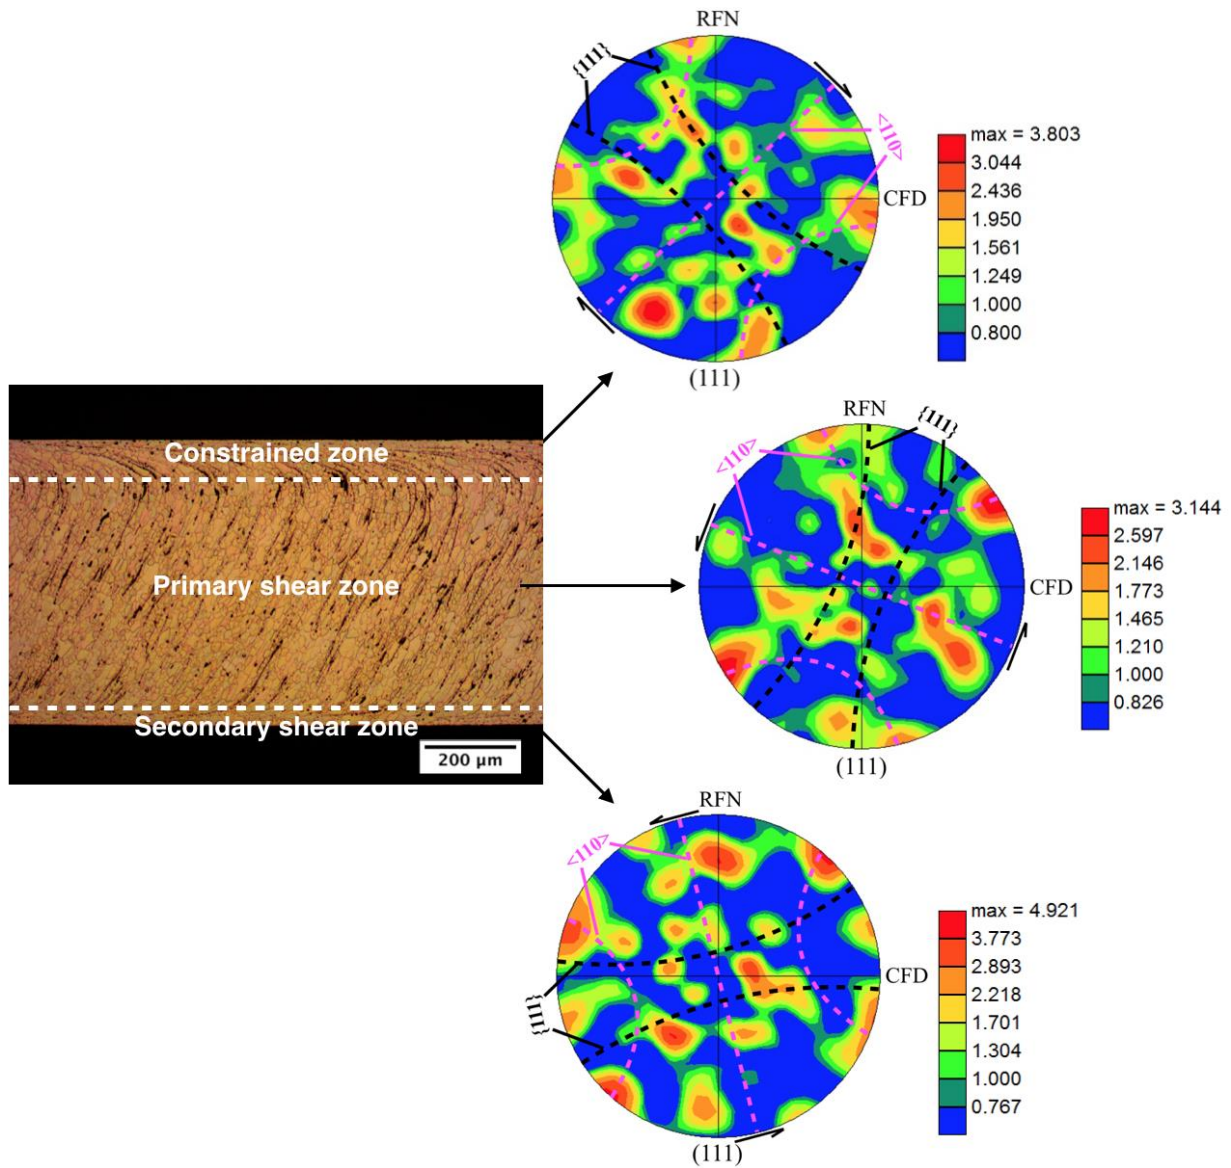 RFN
{111}
<110>
CFD
max = 3.803
3.044
2.436
1.950
1.561
1.249
1.000
0.800
(111)
Constrained zone
Primary shear zone
Secondary shear zone
200 µm
RFN
{111}
<110>
CFD
max = 3.144
2.597
2.146
1.773
1.465
1.210
1.000
0.826
(111)
RFN
<110>
{111}
CFD
max = 4.921
3.773
2.893
2.218
1.701
1.304
1.000
0.767
(111)